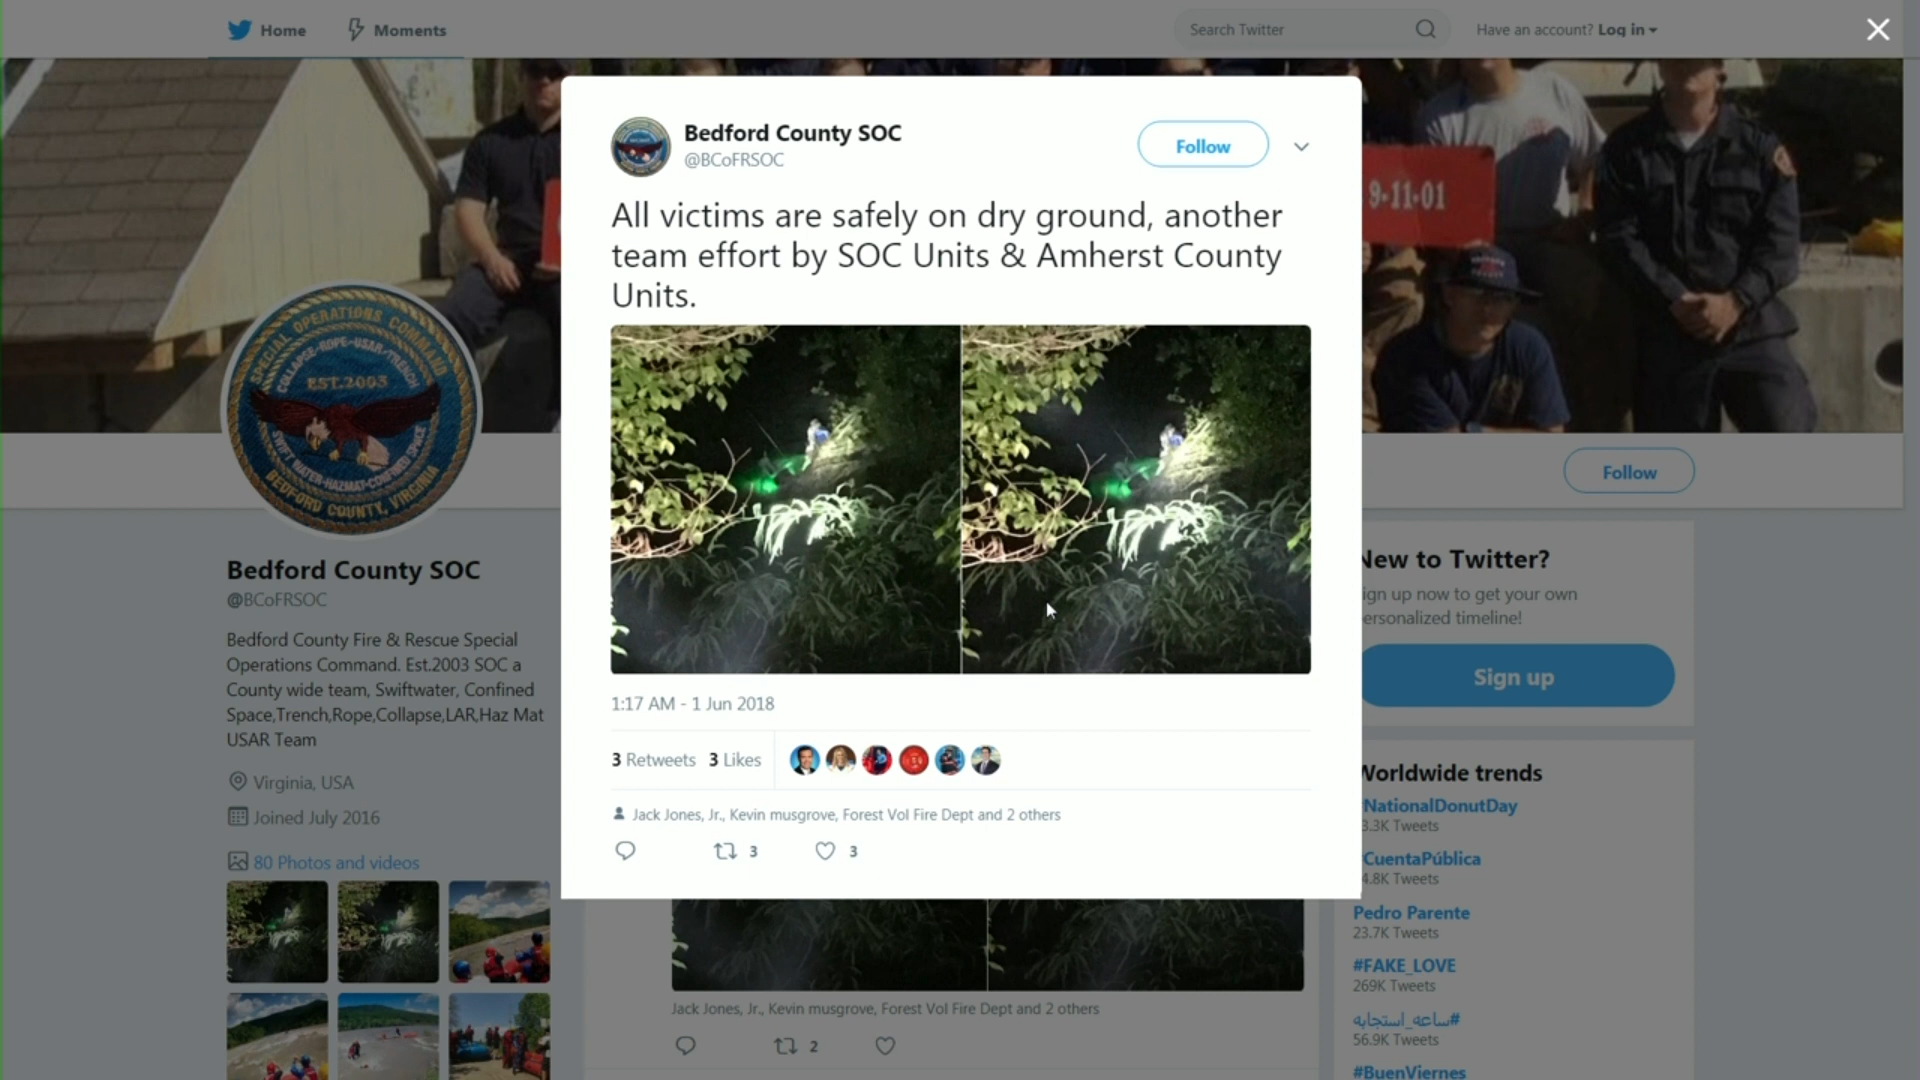 Home
Moments
Search Twitter
Have an account? Log in
Bedford County SOC
@BCoFRSOC
Follow
All victims are safely on dry ground, another
team effort by SOC Units & Amherst County
Units.
1:17 AM - 1 Jun 2018
3 Retweets 3 Likes
Jack Jones, Jr., Kevin musgrove, Forest Vol Fire Dept and 2 others
3
3
9-11-01
SPECIAL OPERATIONS COMMAND
COLLAPSE-ROPE-USAR-TRENCH
EST.2003
SWIFT WATER-HAZMAT-CONFINED SPACE
BEDFORD COUNTY, VIRGINIA
Bedford County SOC
@BCoFRSOC
Bedford County Fire & Rescue Special
Operations Command. Est.2003 SOC a
County wide team, Swiftwater, Confined
Space,Trench,Rope,Collapse,LAR,Haz Mat
USAR Team
Virginia, USA
Joined July 2016
80 Photos and videos
Jack Jones, Jr., Kevin musgrove, Forest Vol Fire Dept and 2 others
2
Follow
New to Twitter?
ign up now to get your own
ersonalized timeline!
Sign up
Worldwide trends
#NationalDonutDay
3.3K Tweets
CuentaPública
4.8K Tweets
Pedro Parente
23.7K Tweets
#FAKE_LOVE
269K Tweets
#ساعه_استجابه
56.9K Tweets
#BuenViernes